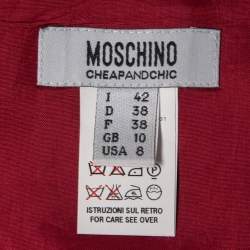 MOSCHINO
CHEAPANDCHIC
I 42
D 38
F 38
GB 10
USA 8
ISTRUZIONI SUL RETRO
FOR CARE SEE OVER